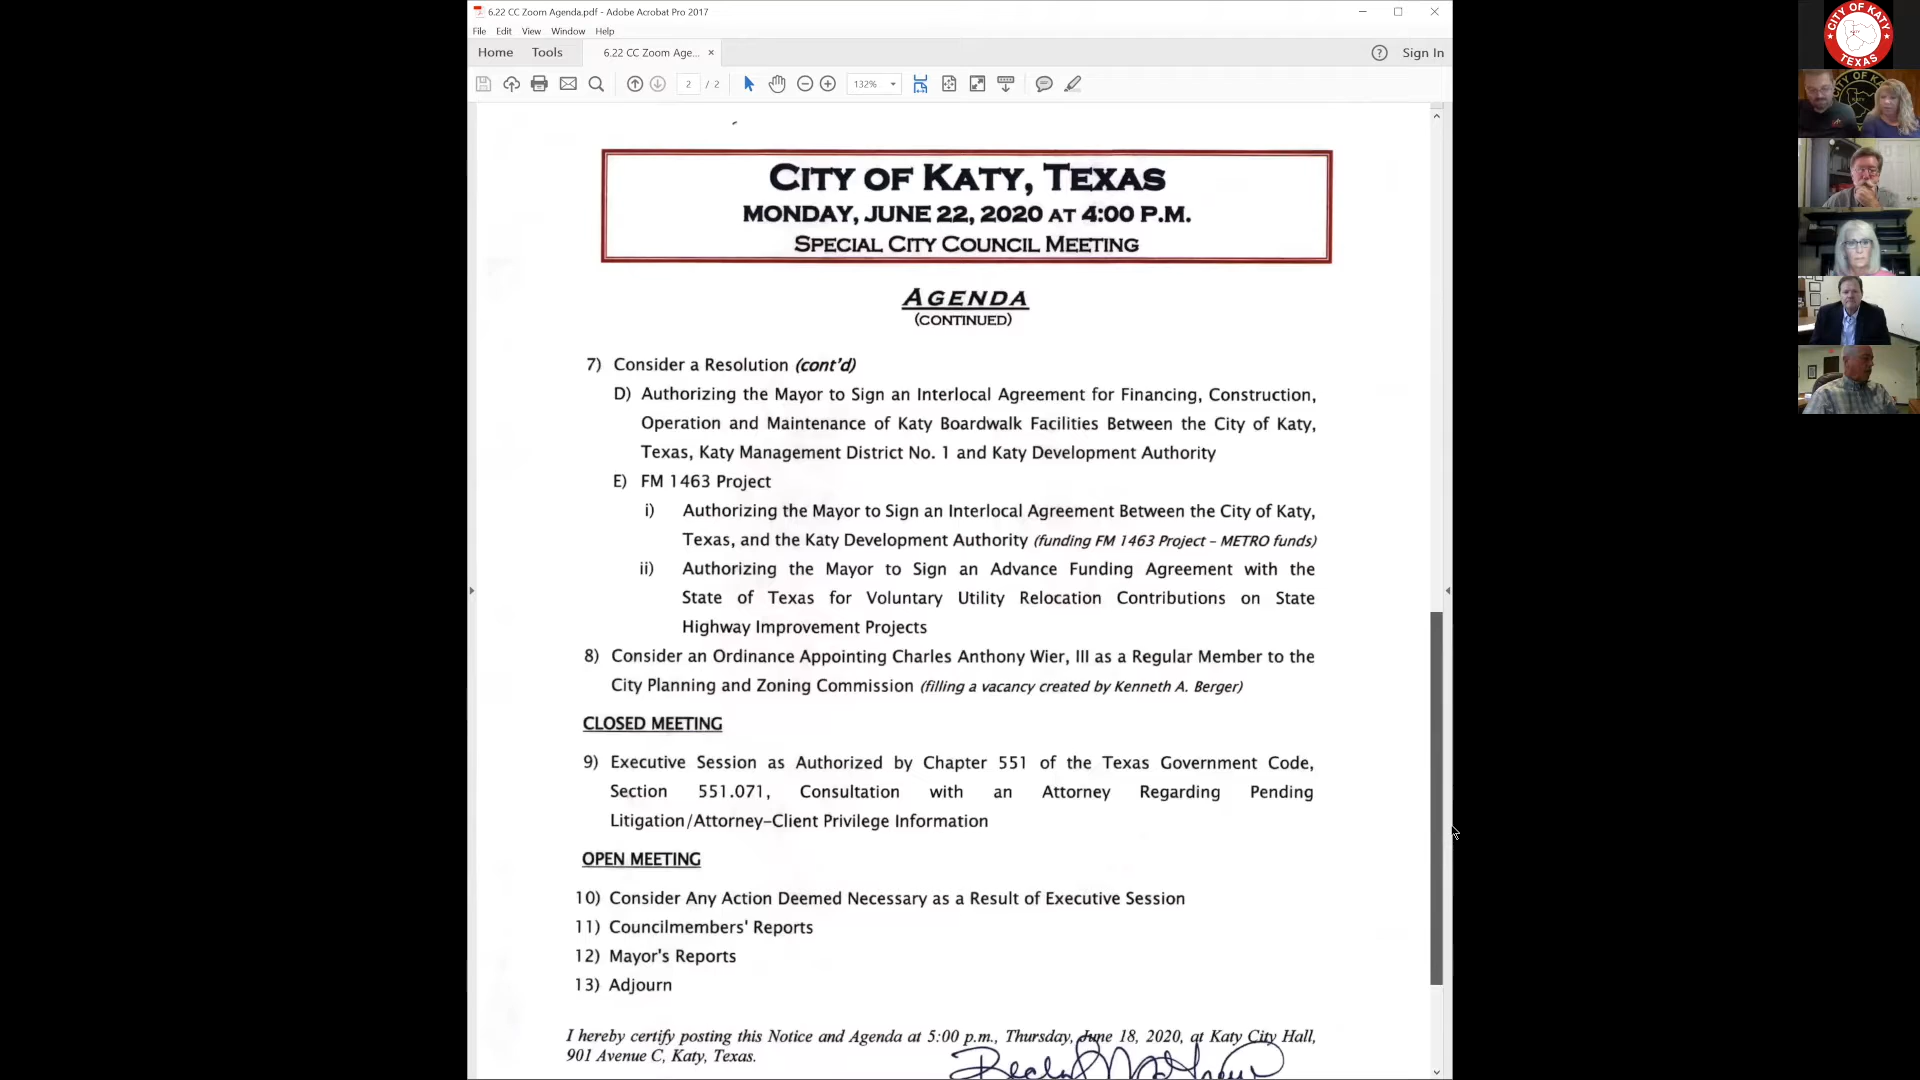 6.22 CC Zoom Agenda.pdf - Adobe Acrobat Pro 2017
File Edit View Window Help
Home Tools 6.22 CC Zoom Age... × Sign In
2 / 2 132%
CITY OF KATY, TEXAS
MONDAY, JUNE 22, 2020 AT 4:00 P.M.
SPECIAL CITY COUNCIL MEETING
AGENDA
(CONTINUED)
7) Consider a Resolution (cont'd)
D) Authorizing the Mayor to Sign an Interlocal Agreement for Financing, Construction,
Operation and Maintenance of Katy Boardwalk Facilities Between the City of Katy,
Texas, Katy Management District No. 1 and Katy Development Authority
E) FM 1463 Project
i) Authorizing the Mayor to Sign an Interlocal Agreement Between the City of Katy,
Texas, and the Katy Development Authority (funding FM 1463 Project – METRO funds)
ii) Authorizing the Mayor to Sign an Advance Funding Agreement with the
State of Texas for Voluntary Utility Relocation Contributions on State
Highway Improvement Projects
8) Consider an Ordinance Appointing Charles Anthony Wier, III as a Regular Member to the
City Planning and Zoning Commission (filling a vacancy created by Kenneth A. Berger)
CLOSED MEETING
9) Executive Session as Authorized by Chapter 551 of the Texas Government Code,
Section 551.071, Consultation with an Attorney Regarding Pending
Litigation/Attorney–Client Privilege Information
OPEN MEETING
10) Consider Any Action Deemed Necessary as a Result of Executive Session
11) Councilmembers' Reports
12) Mayor's Reports
13) Adjourn
I hereby certify posting this Notice and Agenda at 5:00 p.m., Thursday, June 18, 2020, at Katy City Hall,
901 Avenue C, Katy, Texas.
CITY OF KATY
TEXAS
CITY OF K